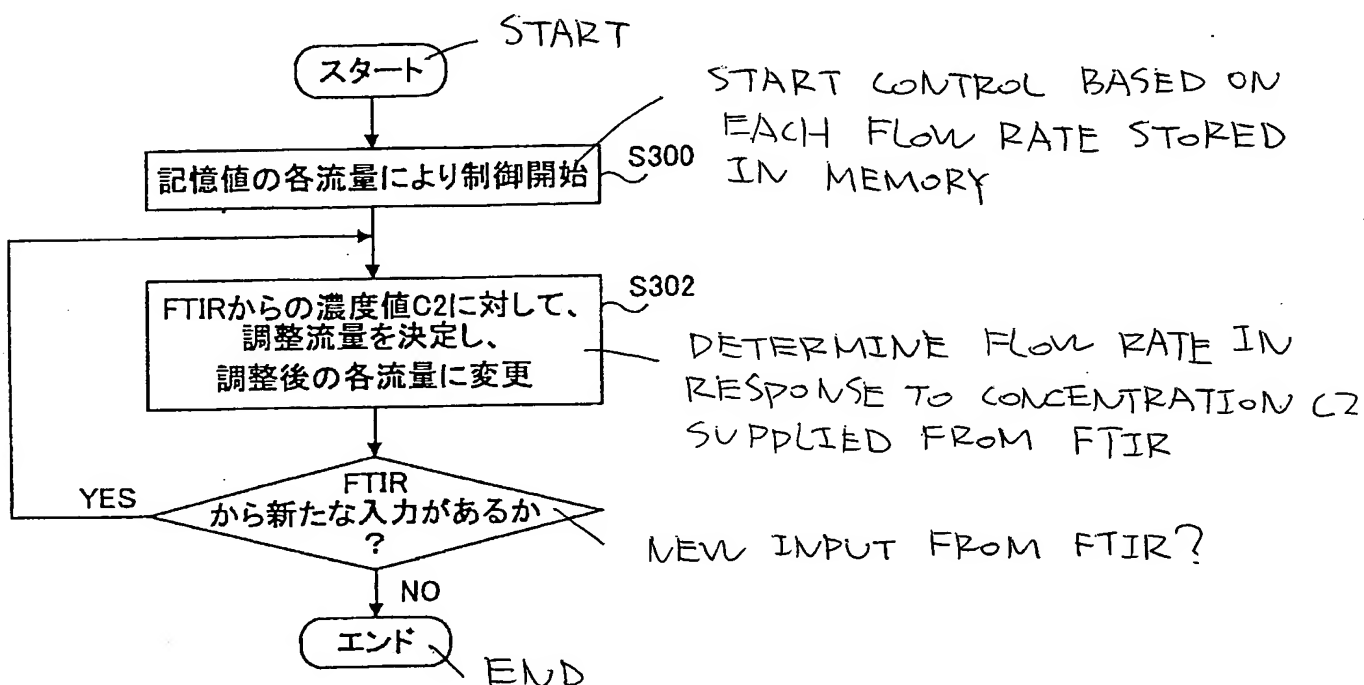 START
スタート
START CONTROL BASED ON
EACH FLOW RATE STORED
IN MEMORY
記憶値の各流量により制御開始
S300
S302
FTIRからの濃度値C2に対して、
調整流量を決定し、
調整後の各流量に変更
DETERMINE FLOW RATE IN
RESPONSE TO CONCENTRATION C2
SUPPLIED FROM FTIR
YES
FTIR
から新たな入力があるか
?
NEW INPUT FROM FTIR?
NO
エンド
END